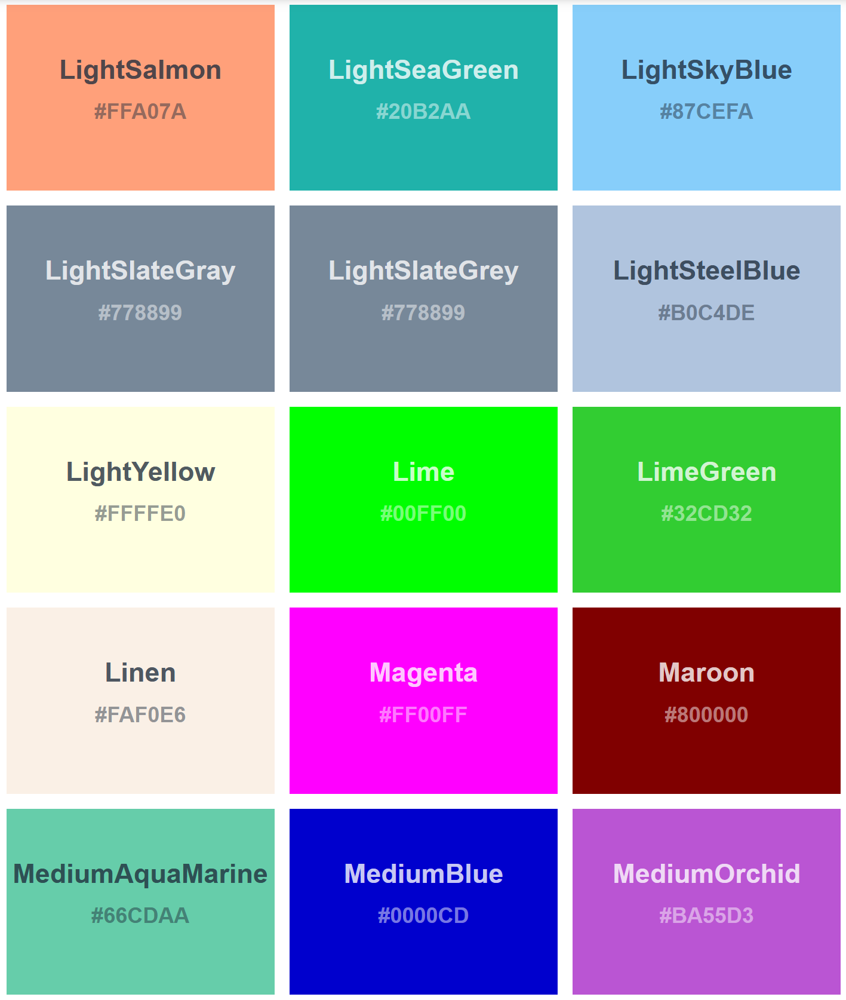 LightSalmon
#FFA07A
LightSeaGreen
#20B2AA
LightSkyBlue
#87CEFA
LightSlateGray
#778899
LightSlateGrey
#778899
LightSteelBlue
#B0C4DE
LightYellow
#FFFFE0
Lime
#00FF00
LimeGreen
#32CD32
Linen
#FAF0E6
Magenta
#FF00FF
Maroon
#800000
MediumAquaMarine
#66CDAA
MediumBlue
#0000CD
MediumOrchid
#BA55D3